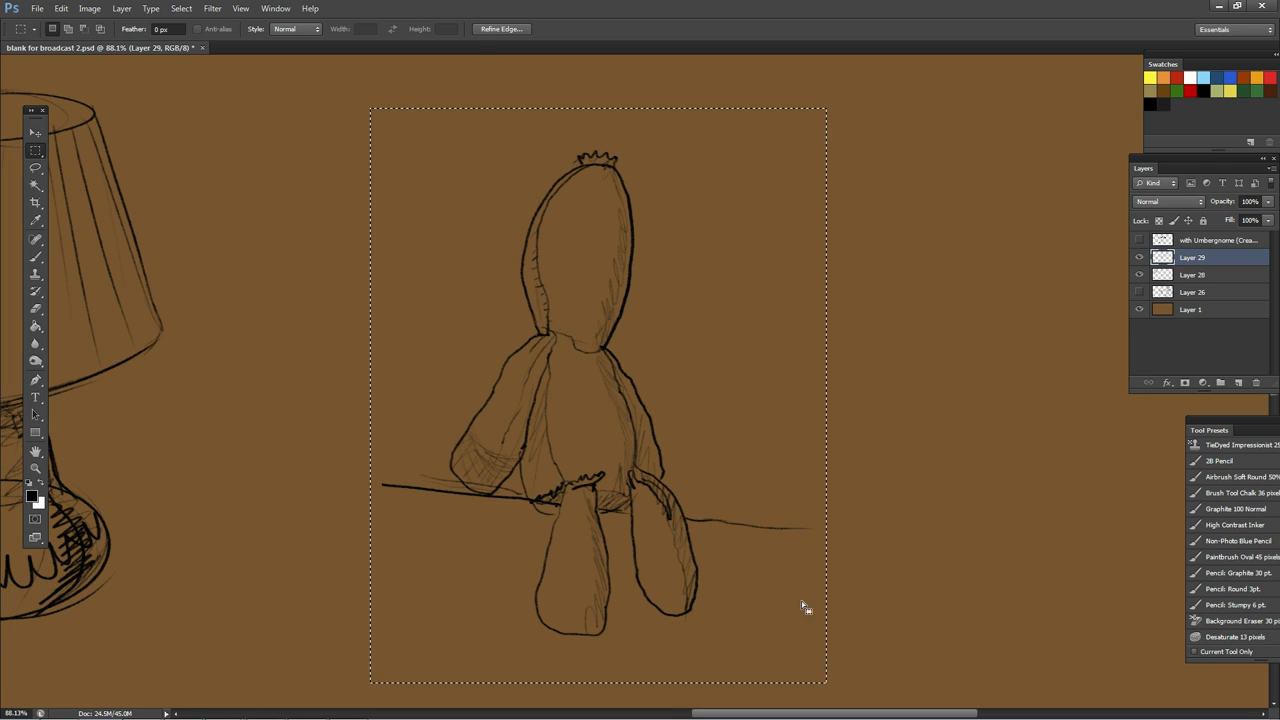 Ps File Edit Image Layer Type Select Filter View Window Help
Feather: 0 px Anti-alias Style: Normal Width: Height: Refine Edge... Essentials
blank for broadcast 2.psd @ 88.1% (Layer 29, RGB/8) * ×
Swatches
Layers
Kind
Normal Opacity: 100%
Lock: Fill: 100%
with Umbergnome (Crea...
Layer 29
Layer 28
Layer 26
Layer 1
Tool Presets
TieDyed Impressionist 25
2B Pencil
Airbrush Soft Round 50%
Brush Tool Chalk 36 pixel
Graphite 100 Normal
High Contrast Inker
Non-Photo Blue Pencil
Paintbrush Oval 45 pixels
Pencil: Graphite 30 pt.
Pencil: Round 3pt.
Pencil: Stumpy 6 pt.
Background Eraser 30 pi
Desaturate 13 pixels
Current Tool Only
88.13% Doc: 24.5M/45.0M